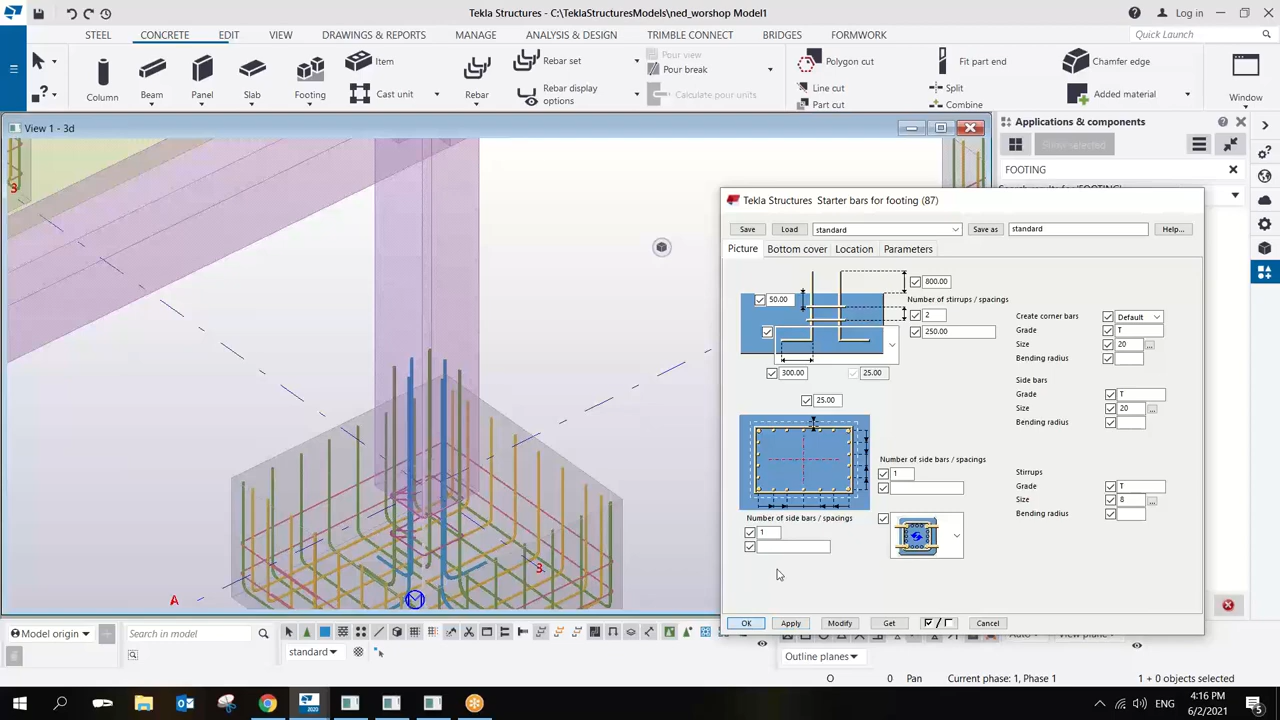 Tekla Structures - C:\TeklaStructuresModels\ned_worshop Model1
Log in
STEEL CONCRETE EDIT VIEW DRAWINGS & REPORTS MANAGE ANALYSIS & DESIGN TRIMBLE CONNECT BRIDGES FORMWORK
Quick Launch
Column
Beam
Panel
Slab
Footing
Item
Cast unit
Rebar
Rebar set
Rebar display
options
Pour view
Pour break
Calculate pour units
Polygon cut
Line cut
Part cut
Fit part end
Split
Combine
Chamfer edge
Added material
Window
View 1 - 3d
Applications & components
Show selected
FOOTING
3
3
A
Tekla Structures Starter bars for footing (87)
Save Load standard Save as standard Help...
Picture Bottom cover Location Parameters
50.00
800.00
Number of stirrups / spacings
2
250.00
300.00 25.00
25.00
Create corner bars Default
Grade T
Size 20 ...
Bending radius
Side bars
Grade T
Size 20 ...
Bending radius
Number of side bars / spacings
1
Stirrups
Grade T
Size 8 ...
Bending radius
Number of side bars / spacings
1
OK Apply Modify Get / Cancel
Model origin
Search in model
standard
Outline planes
O 0 Pan Current phase: 1, Phase 1 1 + 0 objects selected
2020
ENG
4:16 PM
6/2/2021
5